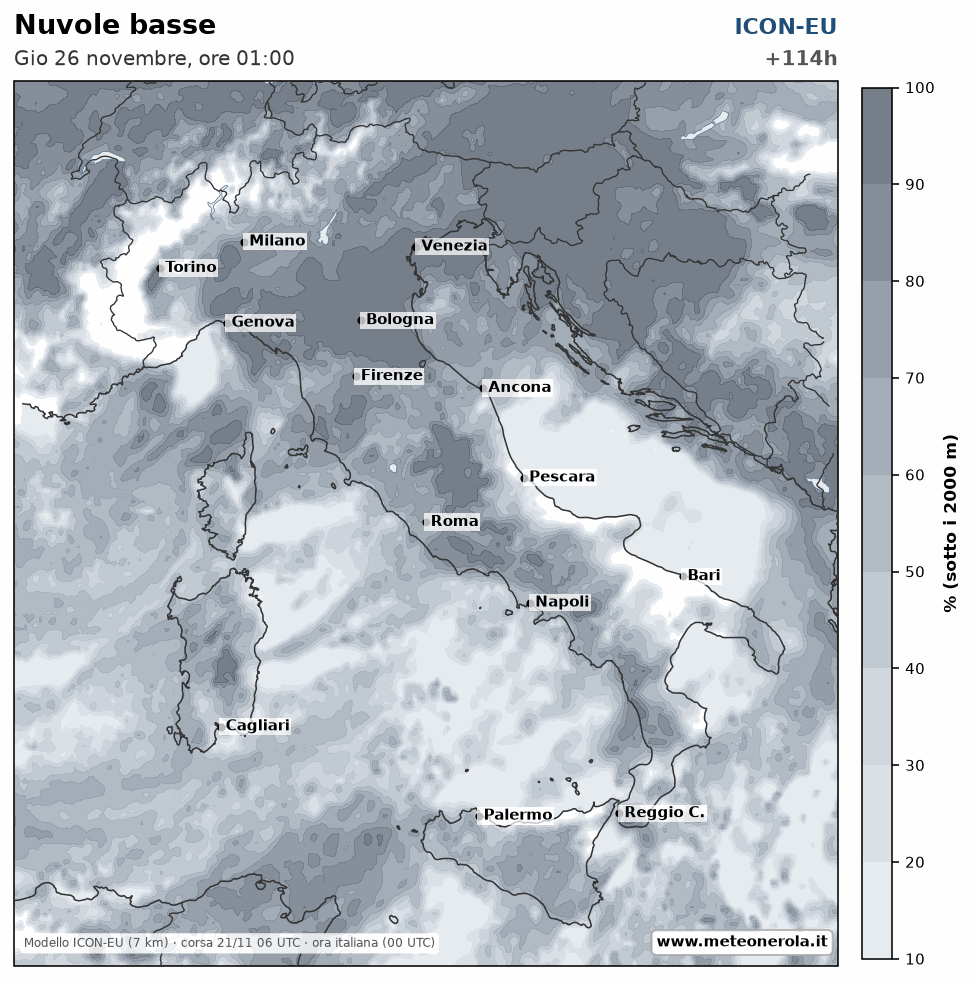 Nuvole basse
ICON-EU
Gio 26 novembre, ore 01:00
+114h
Milano
Venezia
Torino
Genova
Bologna
Firenze
Ancona
Pescara
Roma
Bari
Napoli
Cagliari
Palermo
Reggio C.
Modello ICON-EU (7 km) · corsa 21/11 06 UTC · ora italiana (00 UTC)
www.meteonerola.it
100
90
80
70
60
50
40
30
20
10
% (sotto i 2000 m)